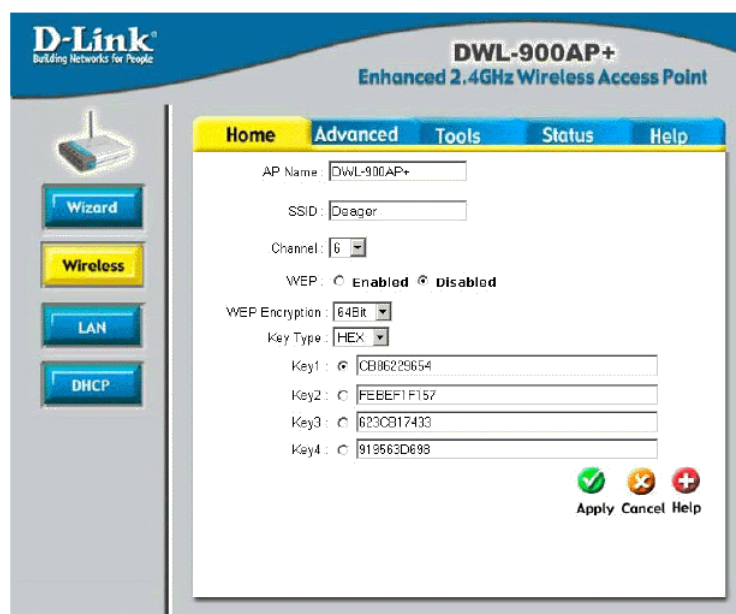 D-Link
Building Networks for People
DWL-900AP+
Enhanced 2.4GHz Wireless Access Point
Home Advanced Tools Status Help
Wizard
Wireless
LAN
DHCP
AP Name : DWL-900AP+
SSID : Deager
Channel : 6
WEP : Enabled Disabled
WEP Encryption : 64Bit
Key Type : HEX
Key1 : CB86229654
Key2 : FEBEF1F157
Key3 : 623CB17433
Key4 : 919563D698
Apply Cancel Help